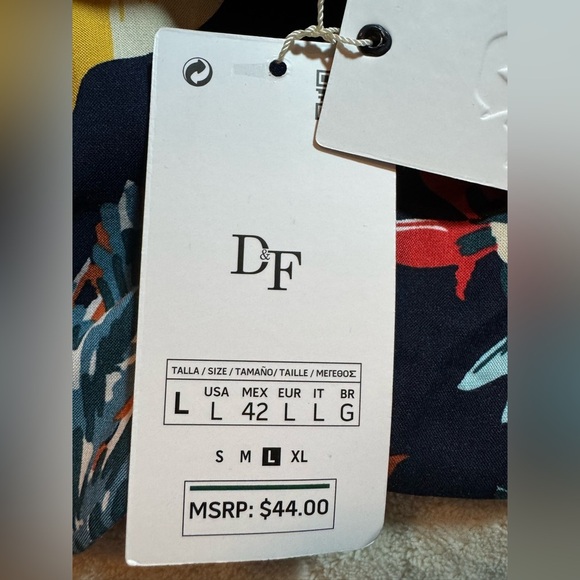 D&F
TALLA / SIZE / TAMAÑO/ TAILLE / ΜΕΓΕΘΟΣ
L USA MEX EUR IT BR
L 42 L L G
S M L XL
MSRP: $44.00